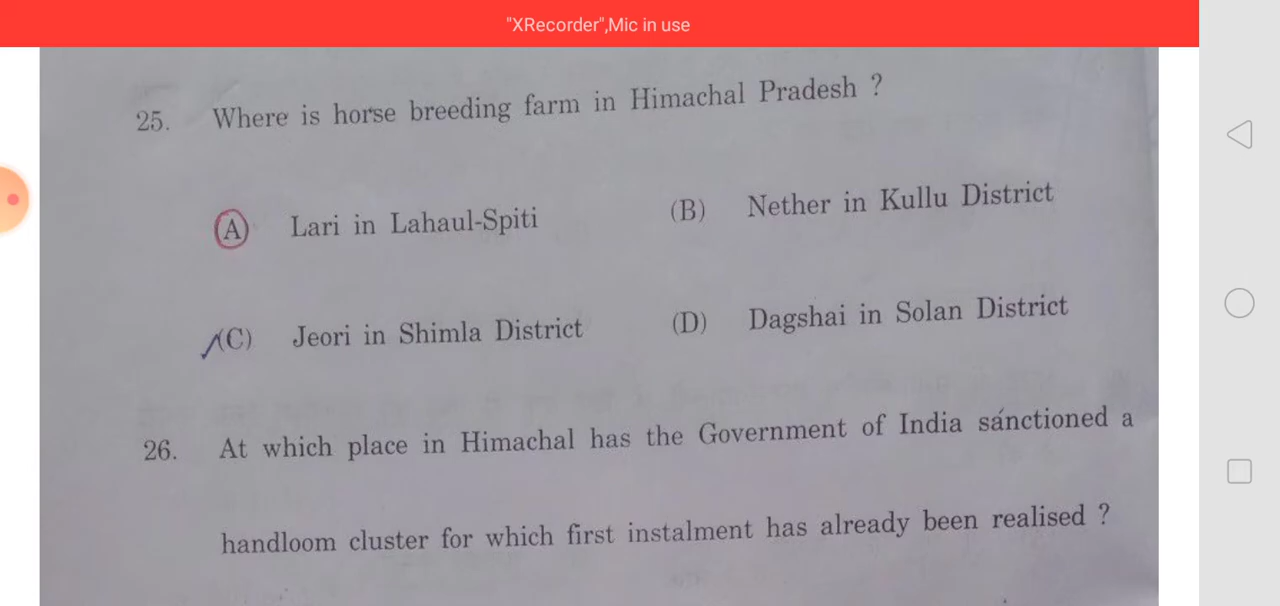 "XRecorder",Mic in use
25. Where is horse breeding farm in Himachal Pradesh ?
(A) Lari in Lahaul-Spiti (B) Nether in Kullu District
(C) Jeori in Shimla District (D) Dagshai in Solan District
26. At which place in Himachal has the Government of India sanctioned a
handloom cluster for which first instalment has already been realised ?